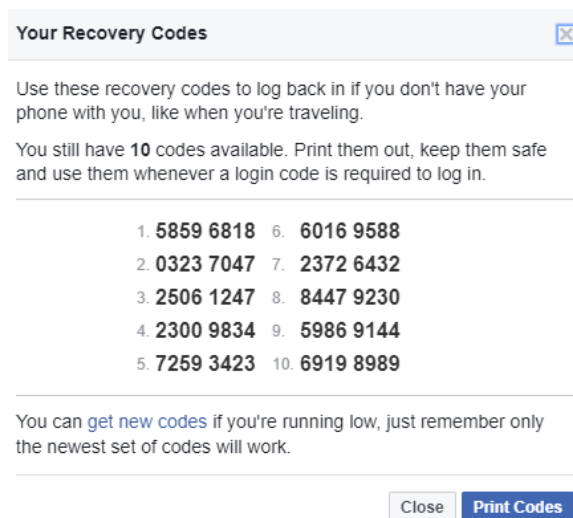 Your Recovery Codes
Use these recovery codes to log back in if you don't have your
phone with you, like when you're traveling.
You still have 10 codes available. Print them out, keep them safe
and use them whenever a login code is required to log in.
1. 5859 6818 6. 6016 9588
2. 0323 7047 7. 2372 6432
3. 2506 1247 8. 8447 9230
4. 2300 9834 9. 5986 9144
5. 7259 3423 10. 6919 8989
You can get new codes if you're running low, just remember only
the newest set of codes will work.
Close Print Codes